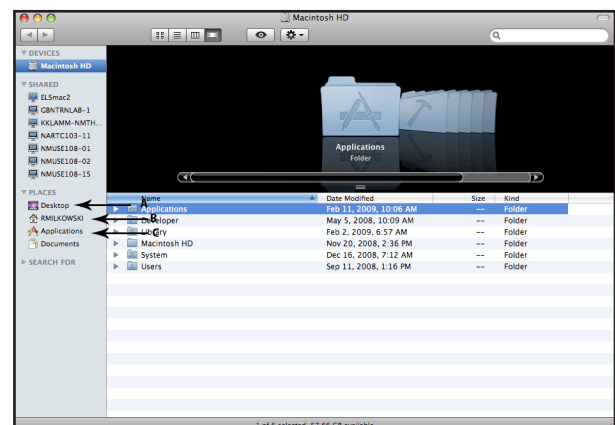 Macintosh HD
DEVICES
Macintosh HD
SHARED
ELSmac2
GBNTRNLAB-1
KKLAMM-NMTH...
NARTC103-11
NMUSE108-01
NMUSE108-02
NMUSE108-15
PLACES
Desktop
RMILKOWSKI
Applications
Documents
SEARCH FOR
A
B
C
Applications
Folder
Name Date Modified Size Kind
Applications Feb 11, 2009, 10:06 AM -- Folder
Developer May 5, 2008, 10:09 AM -- Folder
Library Feb 2, 2009, 6:57 AM -- Folder
Macintosh HD Nov 20, 2008, 2:36 PM -- Folder
System Dec 16, 2008, 7:12 AM -- Folder
Users Sep 11, 2008, 1:16 PM -- Folder